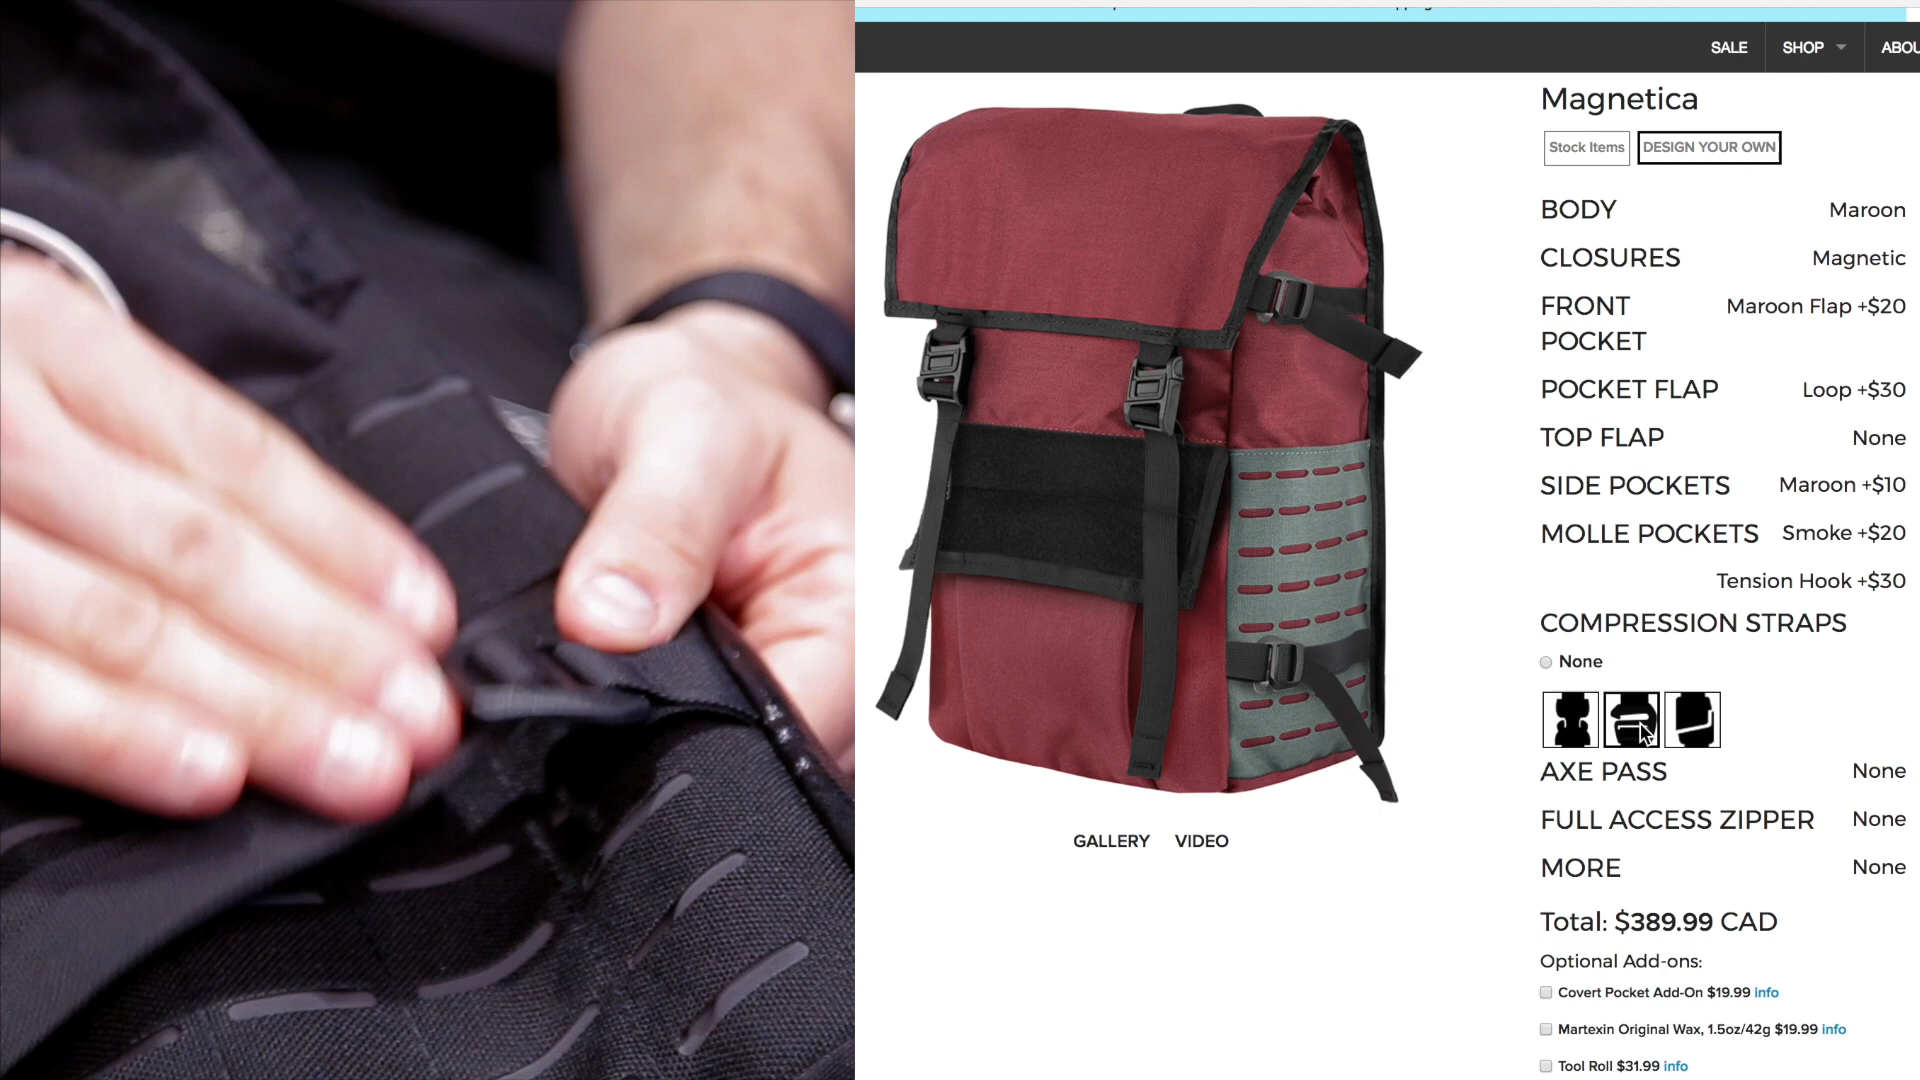 SALE
SHOP
ABOU
Magnetica
Stock Items
DESIGN YOUR OWN
BODY Maroon
CLOSURES Magnetic
FRONT POCKET Maroon Flap +$20
POCKET FLAP Loop +$30
TOP FLAP None
SIDE POCKETS Maroon +$10
MOLLE POCKETS Smoke +$20
Tension Hook +$30
COMPRESSION STRAPS
None
AXE PASS None
FULL ACCESS ZIPPER None
MORE None
GALLERY VIDEO
Total: $389.99 CAD
Optional Add-ons:
Covert Pocket Add-On $19.99 info
Martexin Original Wax, 1.5oz/42g $19.99 info
Tool Roll $31.99 info